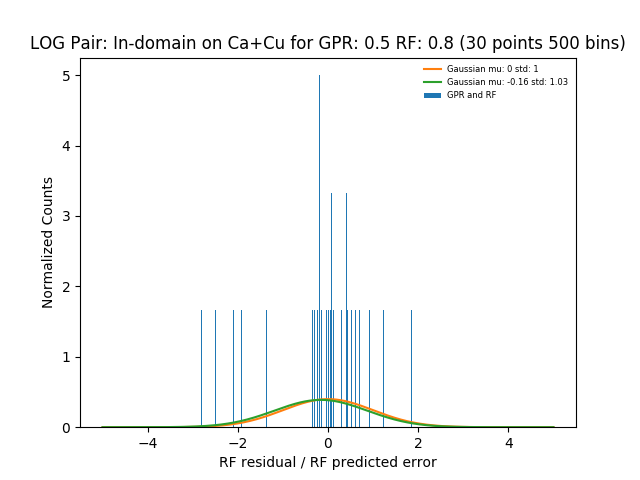 LOG Pair: In-domain on Ca+Cu for GPR: 0.5 RF: 0.8 (30 points 500 bins)
Gaussian mu: 0 std: 1
Gaussian mu: -0.16 std: 1.03
GPR and RF
Normalized Counts
5
4
3
2
1
0
−4 −2 0 2 4
RF residual / RF predicted error